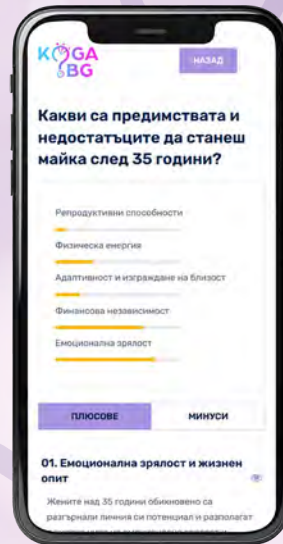 KOGA
BG
НАЗАД
Какви са предимствата и
недостатъците да станеш
майка след 35 години?
Репродуктивни способности
Физическа енергия
Адаптивност и изграждане на близост
Финансова независимост
Емоционална зрялост
ПЛЮСОВЕ
МИНУСИ
01. Емоционална зрялост и жизнен
опит
Жените над 35 години обикновено са
разгърнали личния си потенциал и разполагат